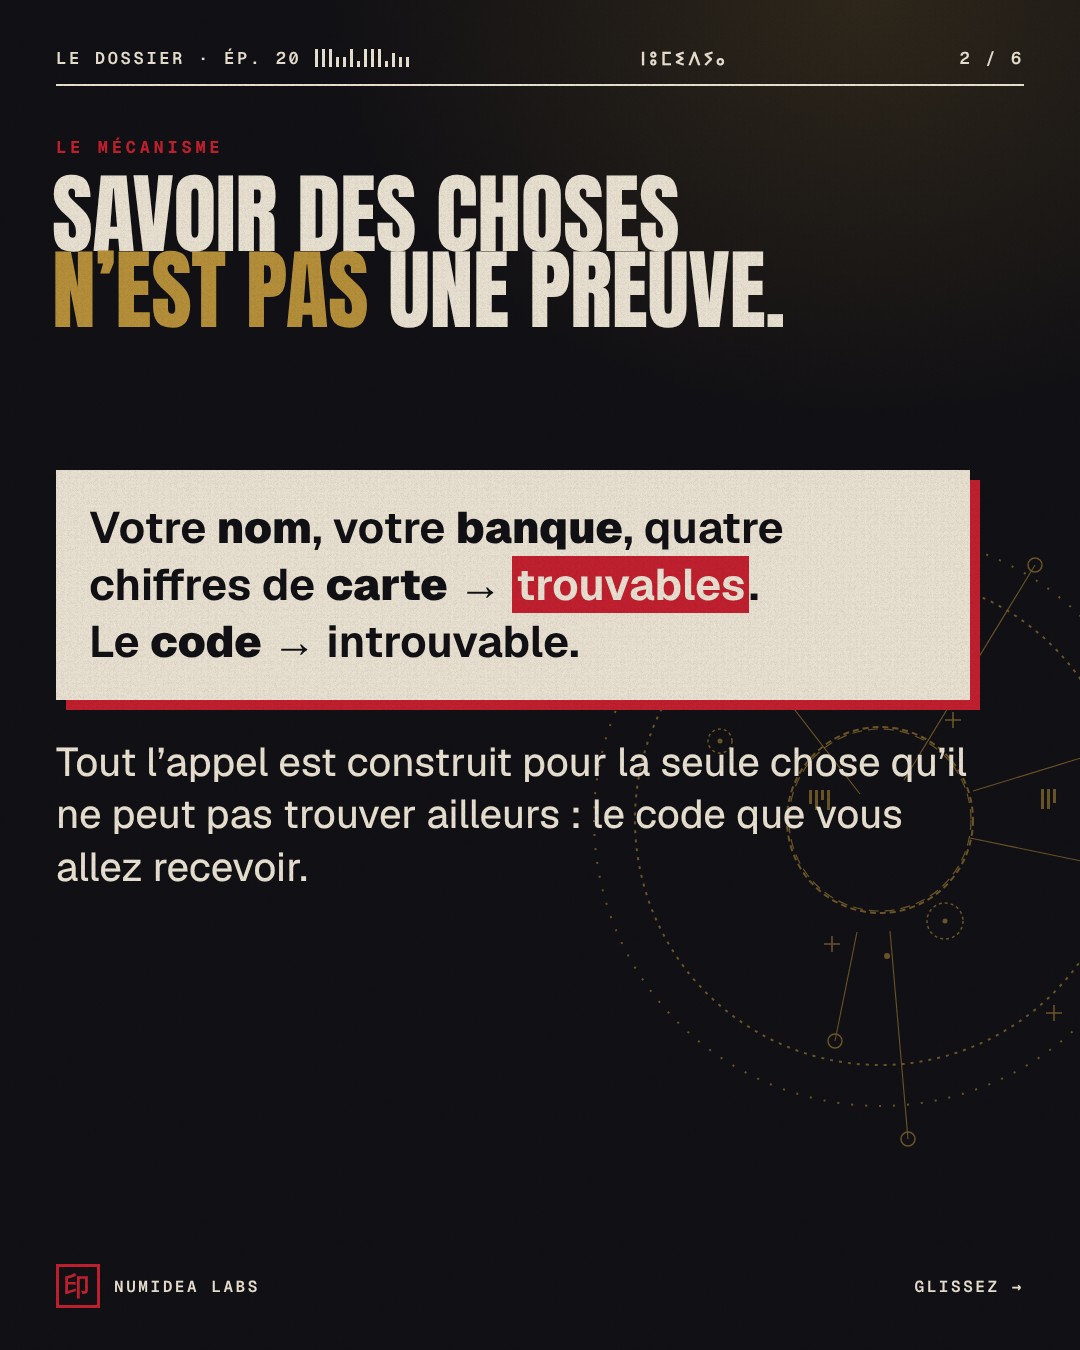 LE DOSSIER · ÉP. 20
ⵏⵓⵎⵉⴷⵢⴰ
2 / 6
LE MÉCANISME
SAVOIR DES CHOSES
N’EST PAS UNE PREUVE.
Votre nom, votre banque, quatre
chiffres de carte → trouvables.
Le code → introuvable.
Tout l’appel est construit pour la seule chose qu’il
ne peut pas trouver ailleurs : le code que vous
allez recevoir.
印 NUMIDEA LABS
GLISSEZ →